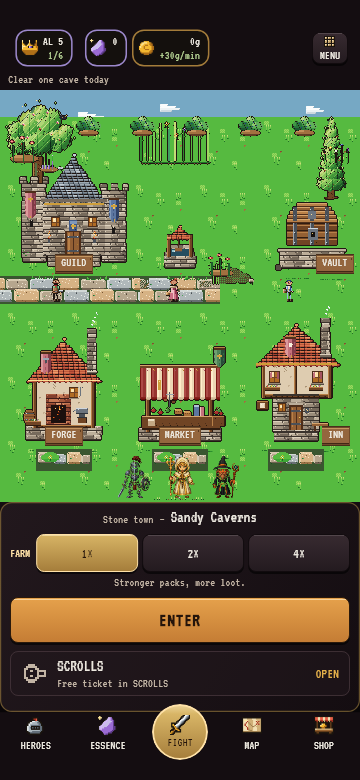 AL 5
1/6
0
0g
+30g/min
MENU
Clear one cave today
GUILD
VAULT
FORGE
MARKET
INN
Stone town – Sandy Caverns
FARM
1X
2X
4X
Stronger packs, more loot.
ENTER
SCROLLS
Free ticket in SCROLLS
OPEN
HEROES
ESSENCE
FIGHT
MAP
SHOP